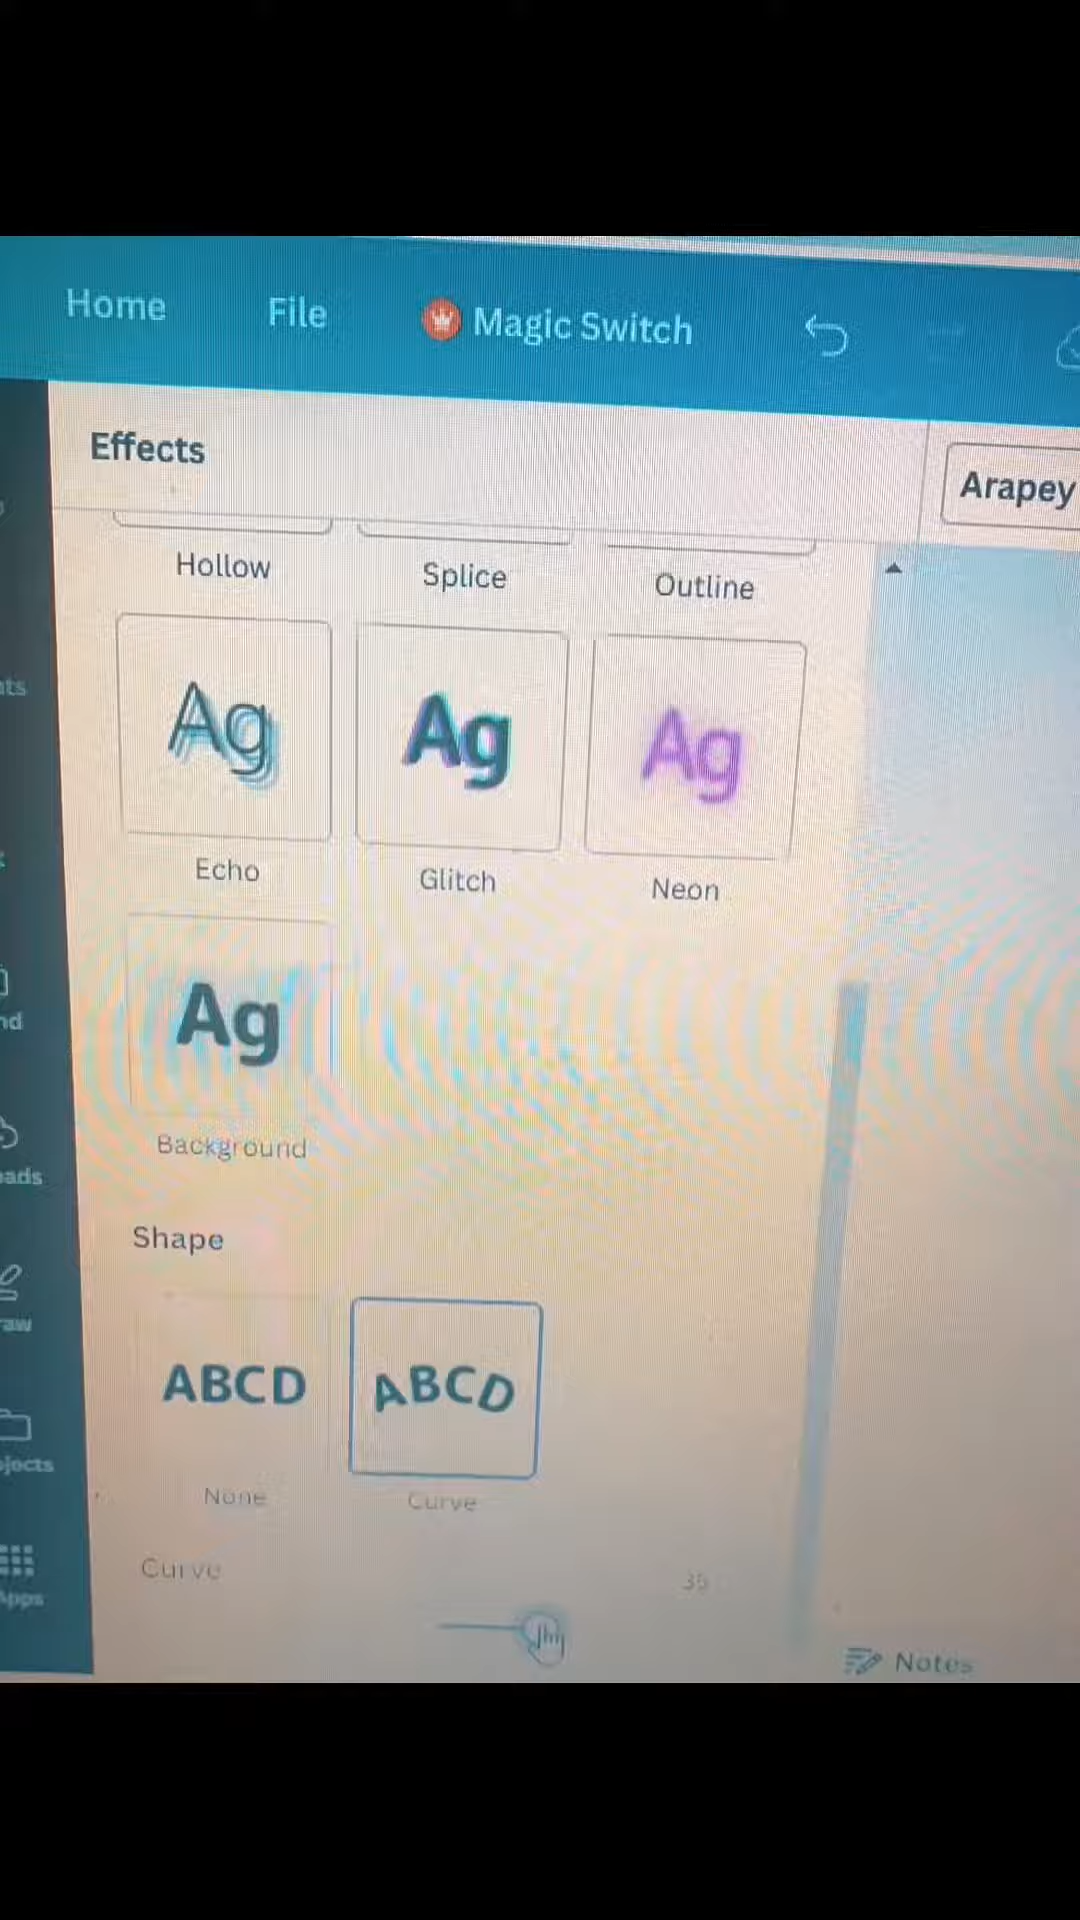 Home File Magic Switch
Effects
Arapey
Hollow Splice Outline
Ag Ag Ag
Echo Glitch Neon
Ag
Background
Shape
ABCD ABCD
None Curve
Curve 35
Notes